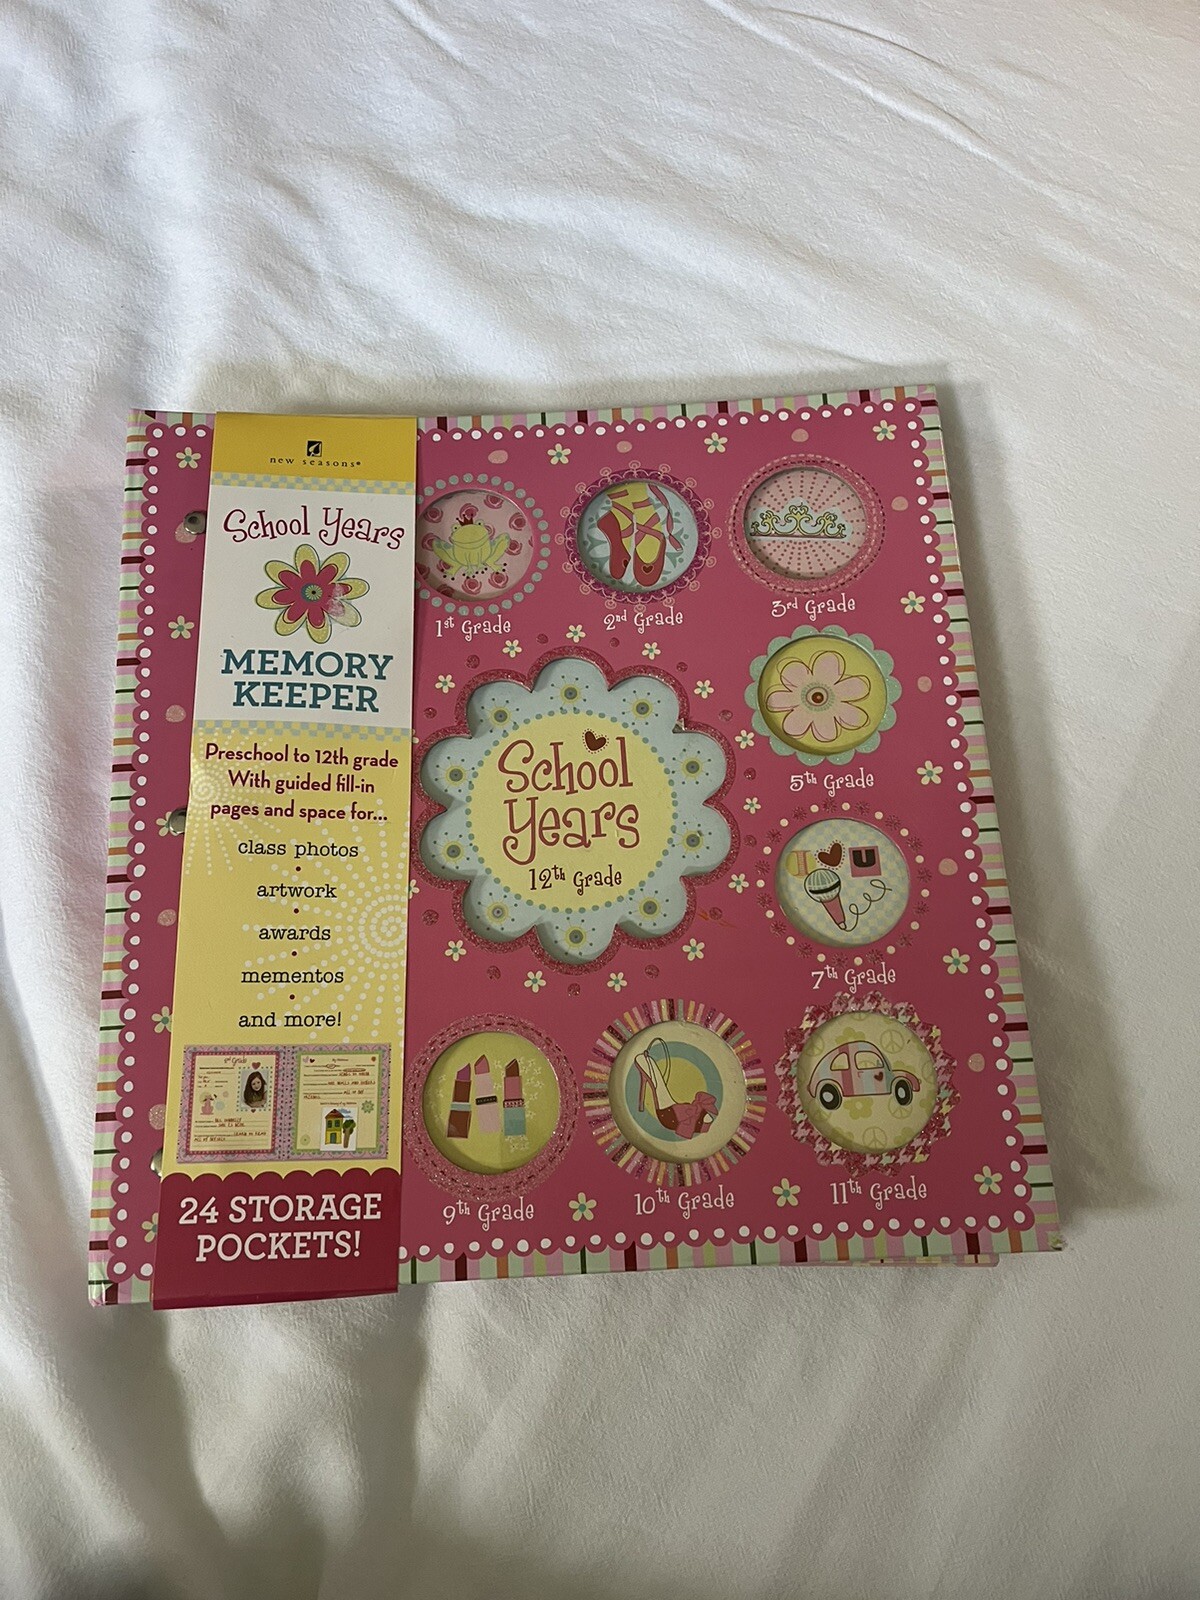 new seasons®
School Years
MEMORY
KEEPER
Preschool to 12th grade
With guided fill-in
pages and space for...
class photos
•
artwork
•
awards
•
mementos
•
and more!
24 STORAGE
POCKETS!
1st Grade
2nd Grade
3rd Grade
School
Years
12th Grade
5th Grade
I U
7th Grade
9th Grade
10th Grade
11th Grade